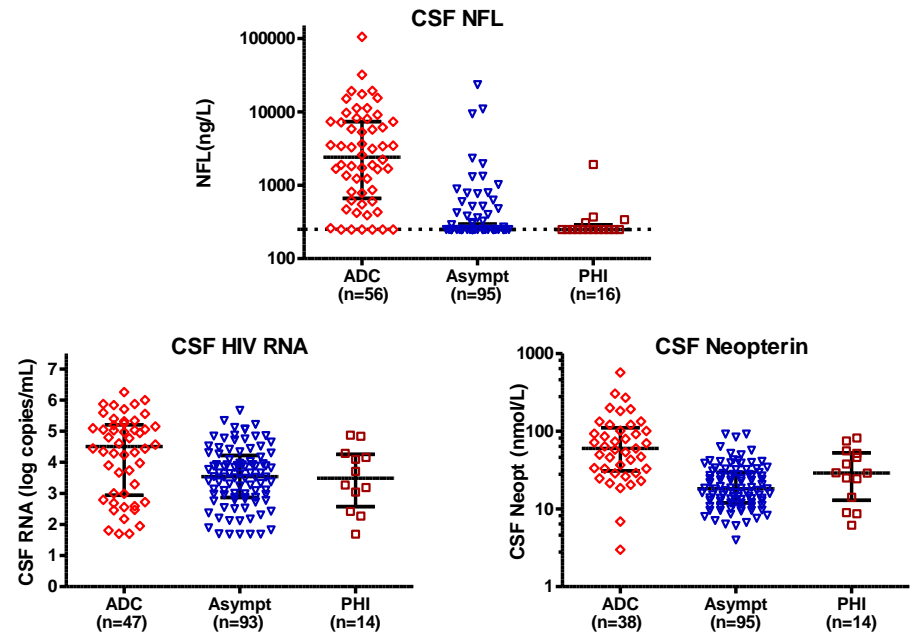 CSF NFL
NFL(ng/L)
100000
10000
1000
100
ADC
(n=56)
Asympt
(n=95)
PHI
(n=16)
CSF HIV RNA
CSF RNA (log copies/mL)
7
6
5
4
3
2
1
0
ADC
(n=47)
Asympt
(n=93)
PHI
(n=14)
CSF Neopterin
CSF Neopt (nmol/L)
1000
100
10
1
ADC
(n=38)
Asympt
(n=95)
PHI
(n=14)